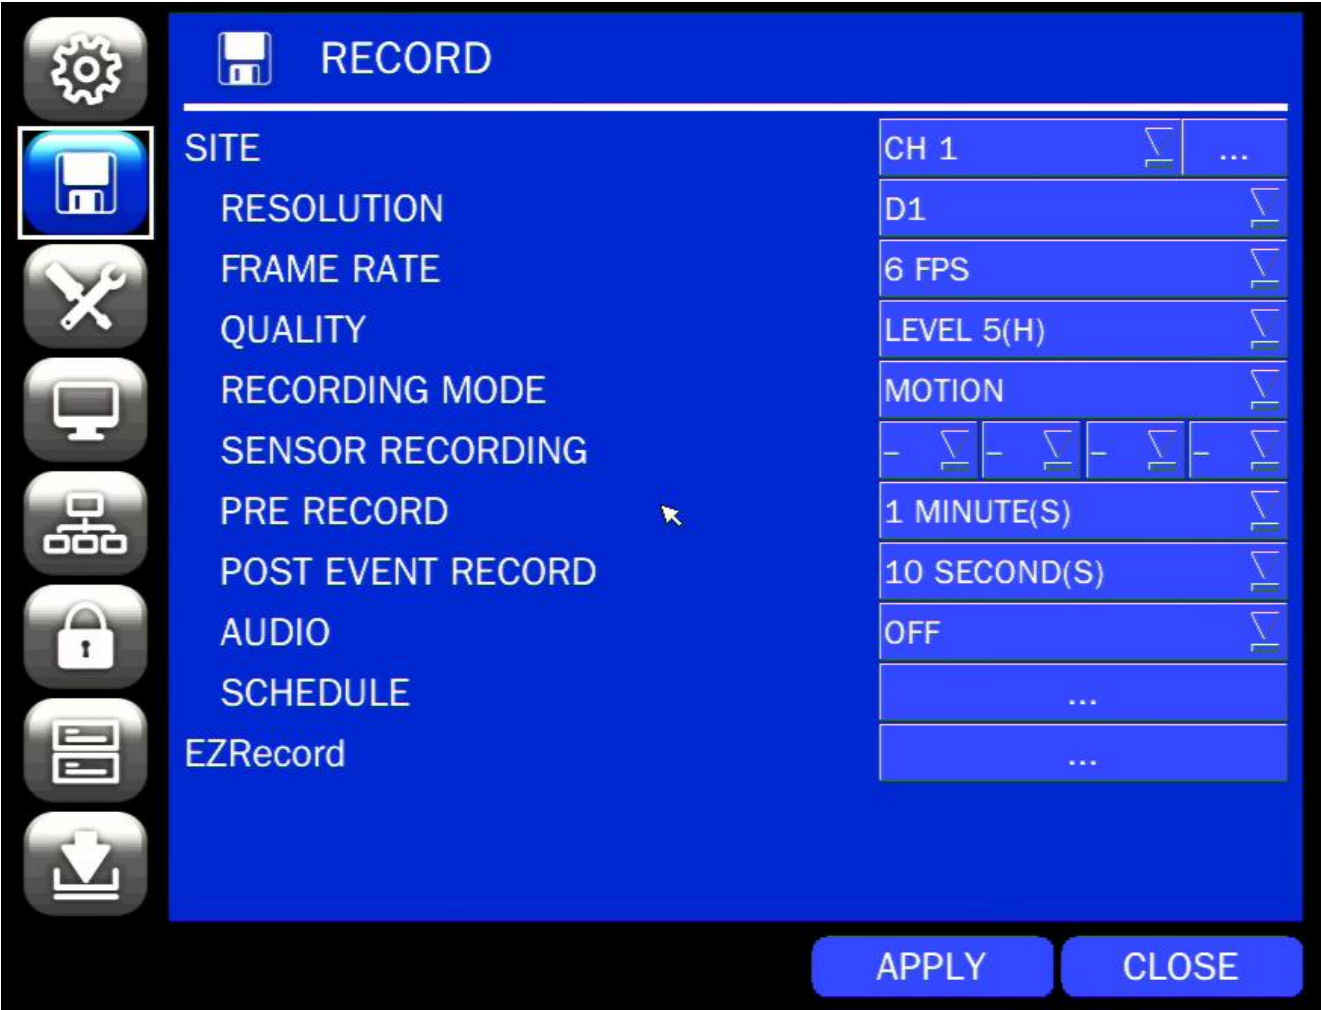 RECORD
SITE CH 1 ...
RESOLUTION D1
FRAME RATE 6 FPS
QUALITY LEVEL 5(H)
RECORDING MODE MOTION
SENSOR RECORDING – – – –
PRE RECORD 1 MINUTE(S)
POST EVENT RECORD 10 SECOND(S)
AUDIO OFF
SCHEDULE ...
EZRecord ...
APPLY CLOSE